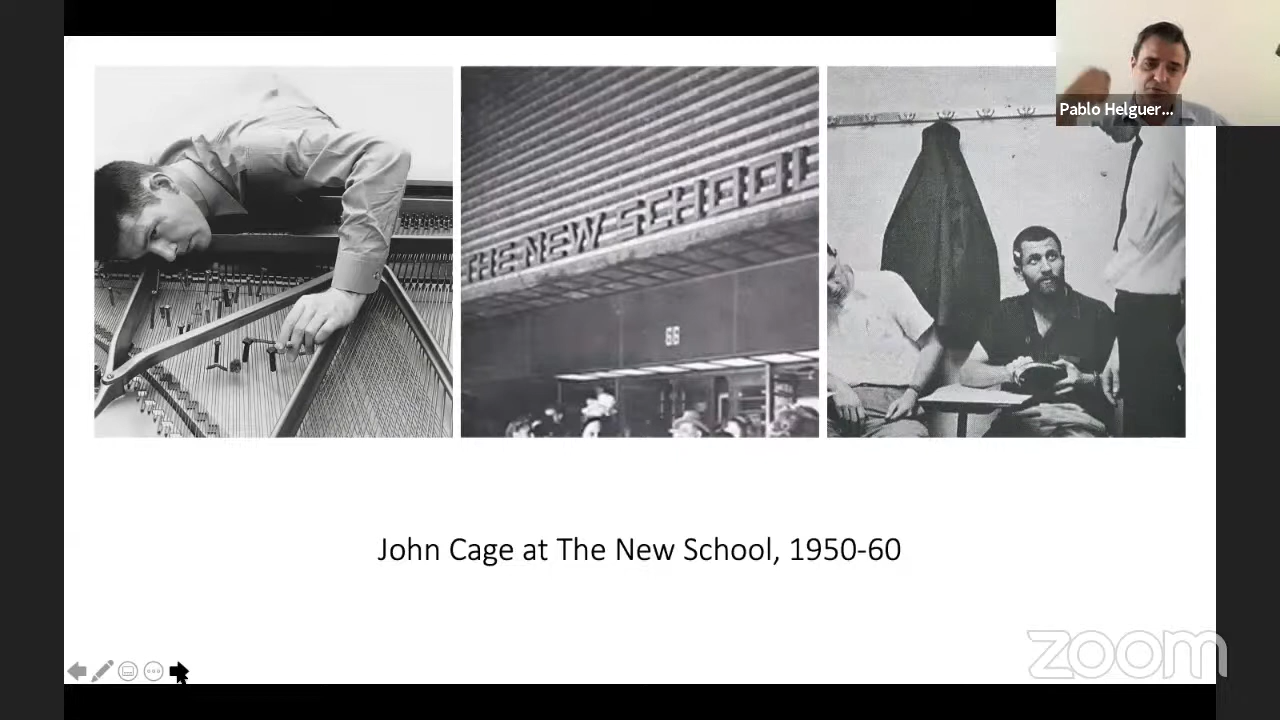 Pablo Helguer...
THE NEW SCHOOL
66
John Cage at The New School, 1950-60
zoom